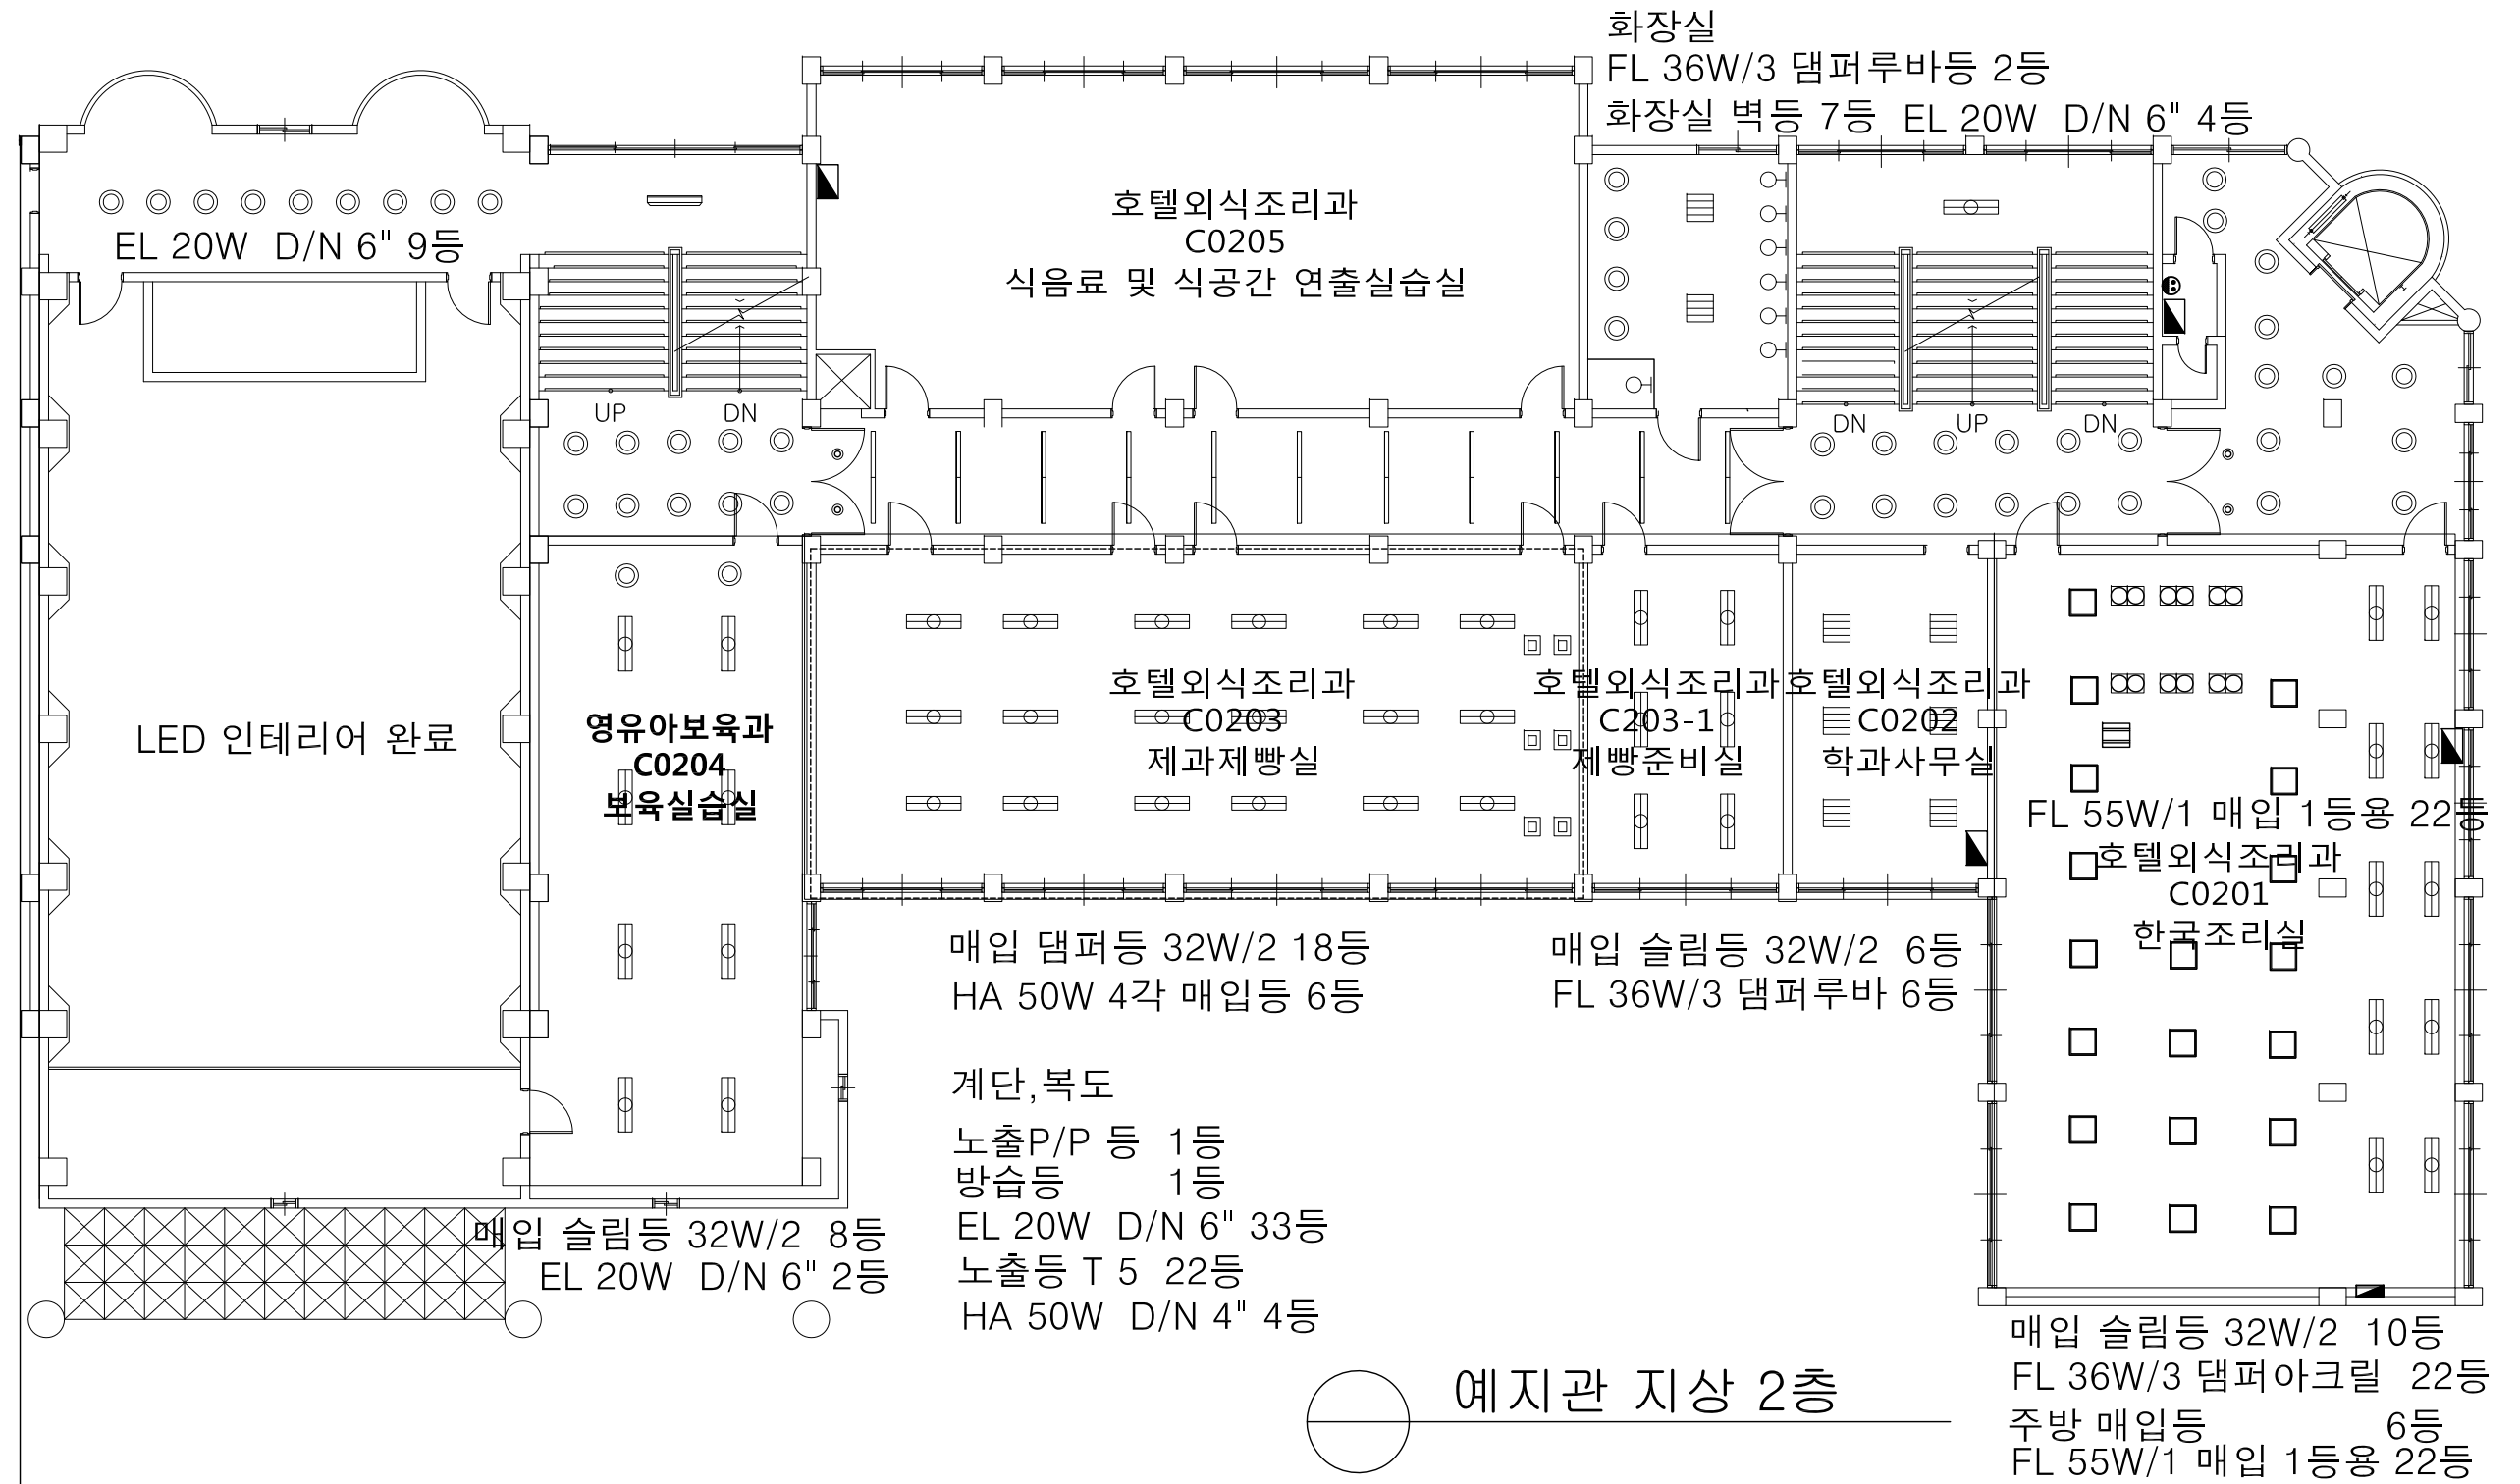 화장실
FL 36W/3 댐퍼루바등 2등
화장실 벽등 7등 EL 20W D/N 6" 4등
EL 20W D/N 6" 9등
호텔외식조리과
C0205
식음료 및 식공간 연출실습실
UP
DN
DN
UP
DN
LED 인테리어 완료
영유아보육과
C0204
보육실습실
호텔외식조리과
C0203
제과제빵실
호텔외식조리과
C203-1
제빵준비실
호텔외식조리과
C0202
학과사무실
FL 55W/1 매입 1등용 22등
호텔외식조리과
C0201
한국조리실
매입 댐퍼등 32W/2 18등
HA 50W 4각 매입등 6등
매입 슬림등 32W/2 6등
FL 36W/3 댐퍼루바 6등
계단,복도
노출P/P 등 1등
방습등 1등
EL 20W D/N 6" 33등
노출등 T 5 22등
HA 50W D/N 4" 4등
매입 슬림등 32W/2 8등
EL 20W D/N 6" 2등
매입 슬림등 32W/2 10등
FL 36W/3 댐퍼아크릴 22등
주방 매입등 6등
FL 55W/1 매입 1등용 22등
예지관 지상 2층